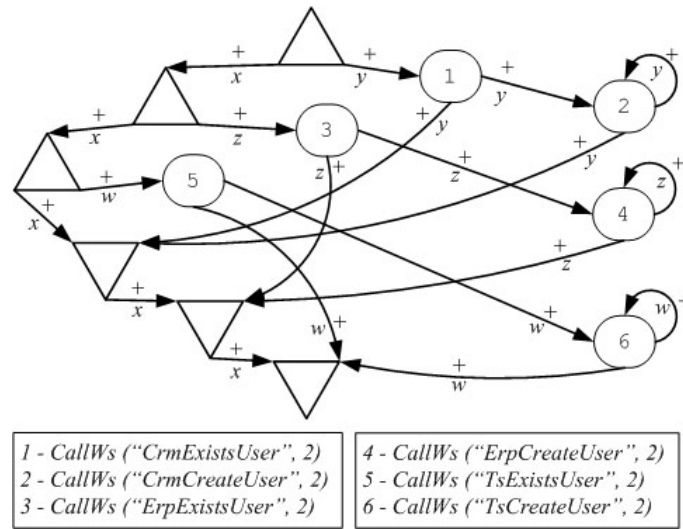 + + +
x y 1 + y +
y 2
+ + 3 + y + y
x z z + z
+ 5 + z 4
x w
+
x + z
+
x w + w + w +
+ 6
x + w
1 - CallWs (“CrmExistsUser”, 2)
2 - CallWs (“CrmCreateUser”, 2)
3 - CallWs (“ErpExistsUser”, 2)
4 - CallWs (“ErpCreateUser”, 2)
5 - CallWs (“TsExistsUser”, 2)
6 - CallWs (“TsCreateUser”, 2)